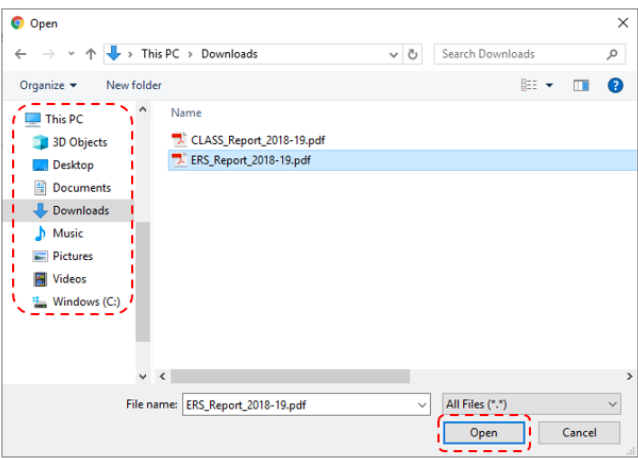 Open
This PC > Downloads
Search Downloads
Organize
New folder
This PC
3D Objects
Desktop
Documents
Downloads
Music
Pictures
Videos
Windows (C:)
Name
CLASS_Report_2018-19.pdf
ERS_Report_2018-19.pdf
File name: ERS_Report_2018-19.pdf
All Files (*.*)
Open
Cancel